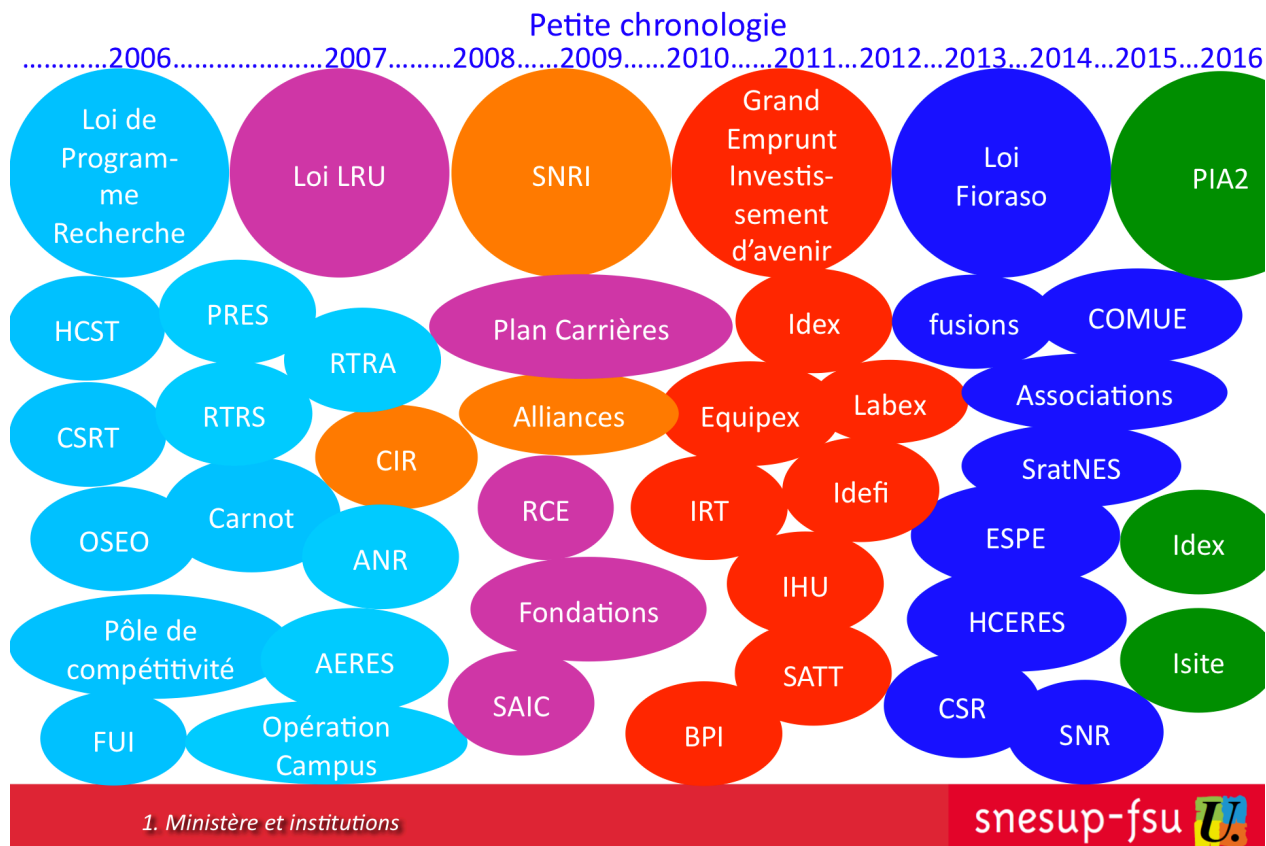 Petite chronologie
…………2006………………2007………2008……2009………2010……2011…2012…2013…2014…2015…2016
Loi de
Program-
me
Recherche
Loi LRU
SNRI
Grand
Emprunt
Investis-
sement
d’avenir
Loi
Fioraso
PIA2
HCST
PRES
RTRA
Plan Carrières
Idex
fusions
COMUE
CSRT
RTRS
CIR
Alliances
Equipex
Labex
Associations
SratNES
OSEO
Carnot
ANR
RCE
IRT
Idefi
ESPE
Idex
Pôle de
compétitivité
AERES
Fondations
IHU
HCERES
Isite
FUI
Opération
Campus
SAIC
BPI
SATT
CSR
SNR
1. Ministère et institutions
snesup-fsu
U.